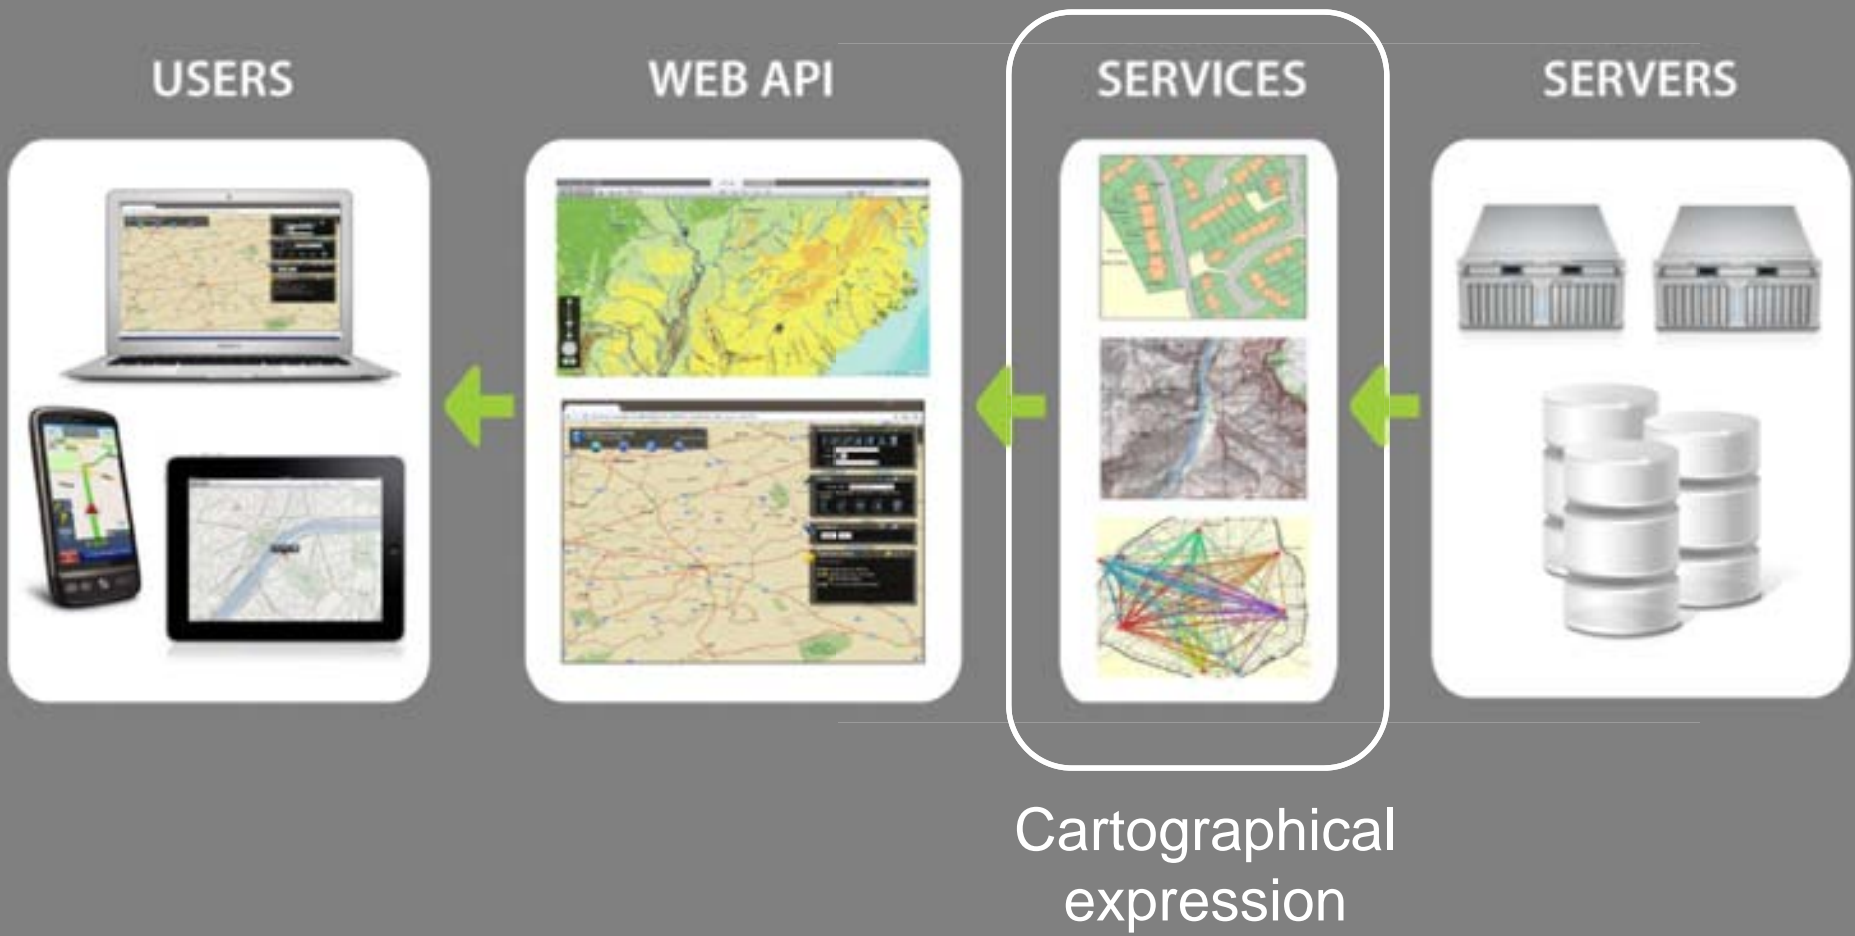 USERS
WEB API
SERVICES
SERVERS
Cartographical
expression